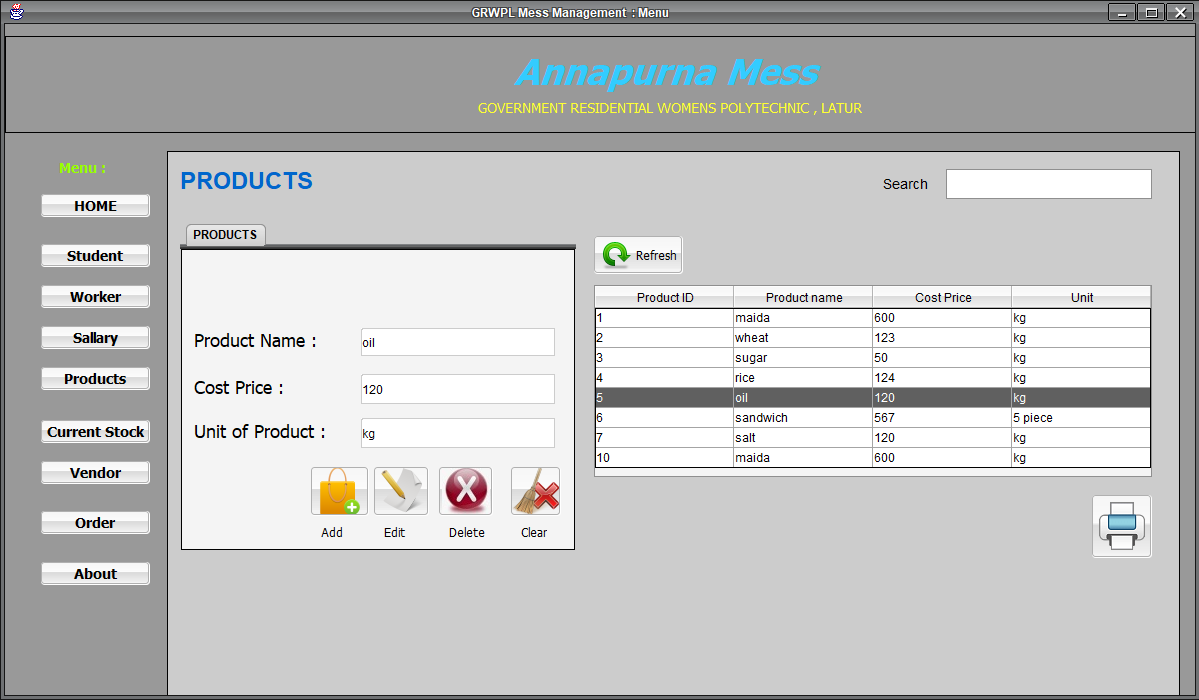 GRWPL Mess Management : Menu
Annapurna Mess
GOVERNMENT RESIDENTIAL WOMENS POLYTECHNIC , LATUR
Menu :
HOME
Student
Worker
Sallary
Products
Current Stock
Vendor
Order
About
PRODUCTS
Search
PRODUCTS
Product Name : oil
Cost Price : 120
Unit of Product : kg
Add Edit Delete Clear
Refresh
Product ID Product name Cost Price Unit
1 maida 600 kg
2 wheat 123 kg
3 sugar 50 kg
4 rice 124 kg
5 oil 120 kg
6 sandwich 567 5 piece
7 salt 120 kg
10 maida 600 kg